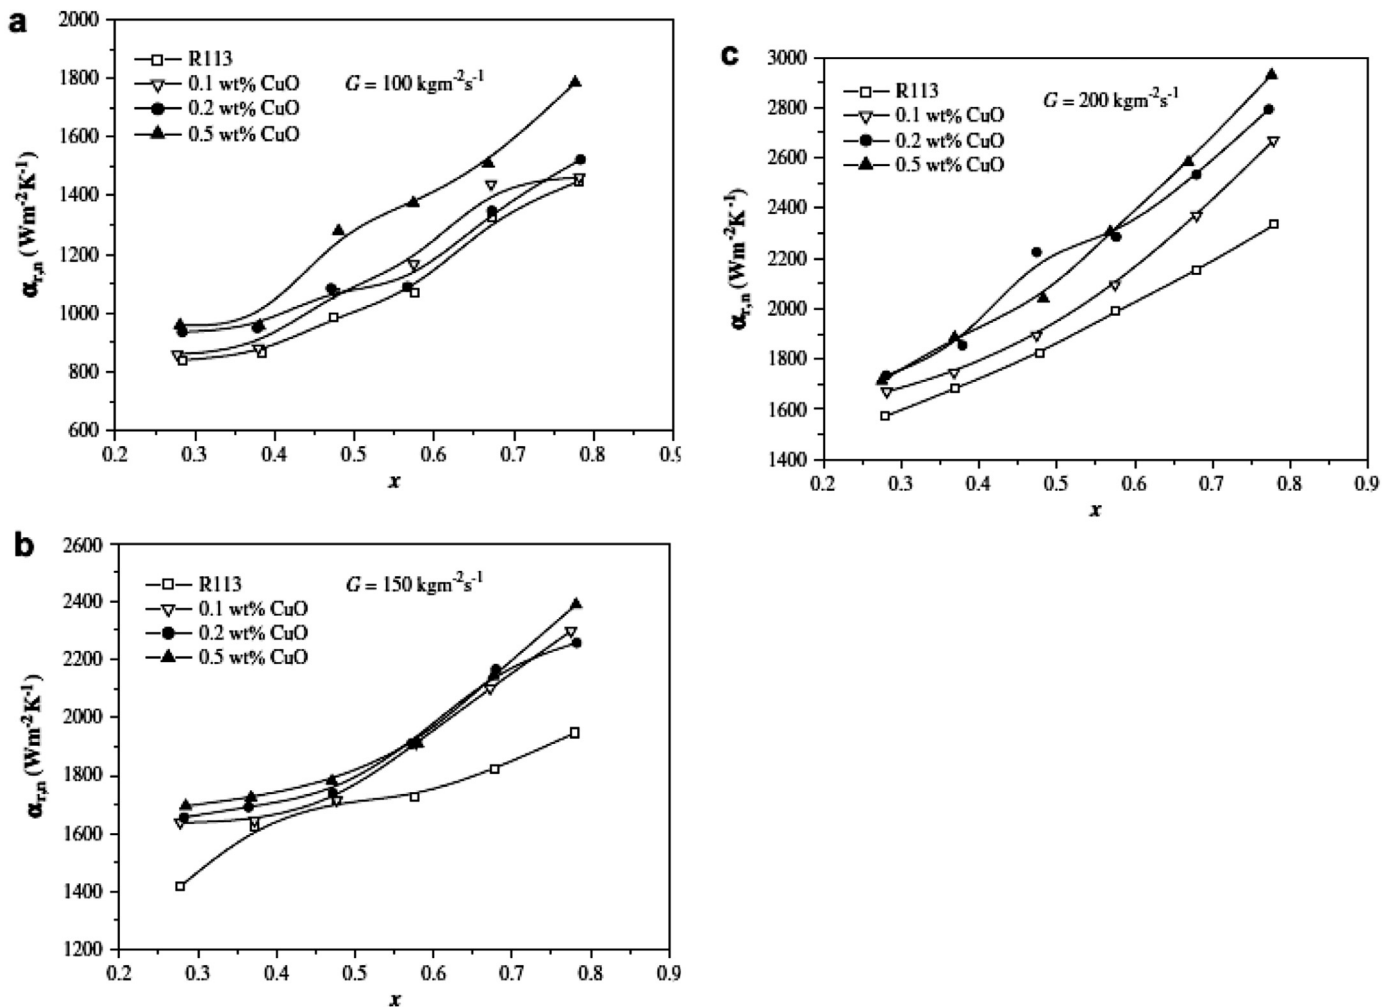 a
2000
1800
1600
1400
1200
1000
800
600
αr,n (Wm-2K-1)
R113
0.1 wt% CuO
0.2 wt% CuO
0.5 wt% CuO
G = 100 kgm-2s-1
0.2 0.3 0.4 0.5 0.6 0.7 0.8 0.9
x
b
2600
2400
2200
2000
1800
1600
1400
1200
αr,n (Wm-2K-1)
R113
0.1 wt% CuO
0.2 wt% CuO
0.5 wt% CuO
G = 150 kgm-2s-1
0.2 0.3 0.4 0.5 0.6 0.7 0.8 0.9
x
c
3000
2800
2600
2400
2200
2000
1800
1600
1400
αr,n (Wm-2K-1)
R113
0.1 wt% CuO
0.2 wt% CuO
0.5 wt% CuO
G = 200 kgm-2s-1
0.2 0.3 0.4 0.5 0.6 0.7 0.8 0.9
x